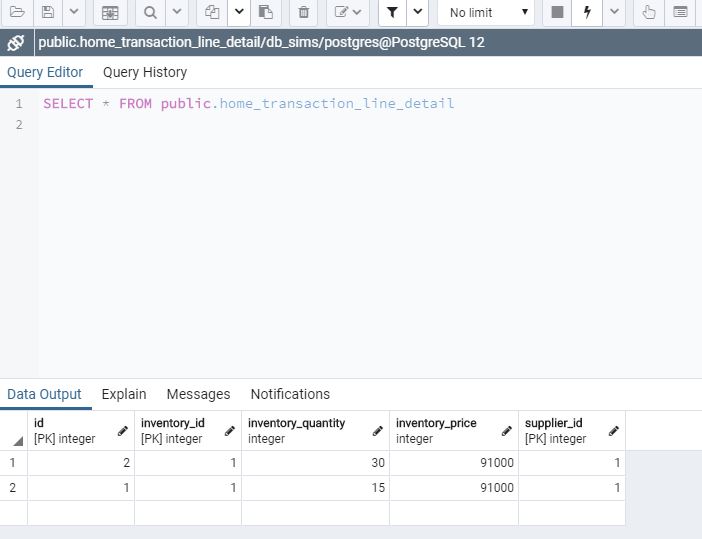 No limit
public.home_transaction_line_detail/db_sims/postgres@PostgreSQL 12
Query Editor Query History
1 SELECT * FROM public.home_transaction_line_detail
2
Data Output Explain Messages Notifications
id inventory_id inventory_quantity inventory_price supplier_id
[PK] integer [PK] integer integer integer [PK] integer
1 2 1 30 91000 1
2 1 1 15 91000 1